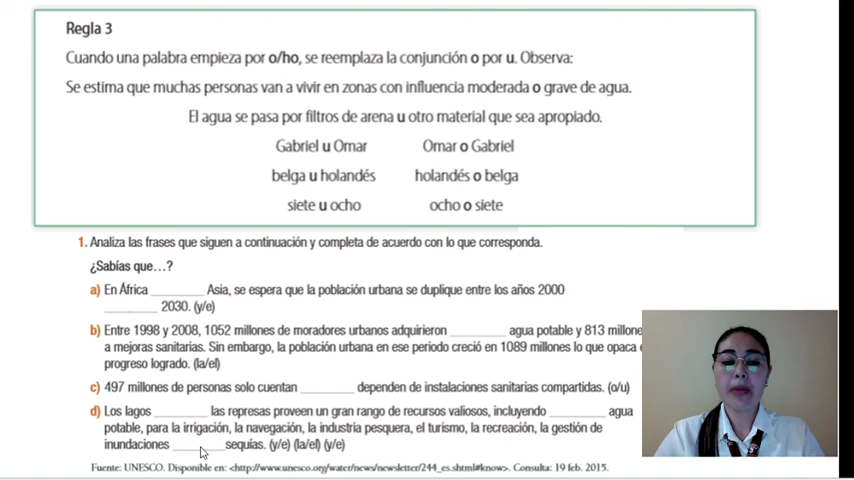 Regla 3
Cuando una palabra empieza por o/ho, se reemplaza la conjunción o por u. Observa:
Se estima que muchas personas van a vivir en zonas con influencia moderada o grave de agua.
El agua se pasa por filtros de arena u otro material que sea apropiado.
Gabriel u Omar Omar o Gabriel
belga u holandés holandés o belga
siete u ocho ocho o siete
1. Analiza las frases que siguen a continuación y completa de acuerdo con lo que corresponda.
¿Sabías que…?
a) En África ________ Asia, se espera que la población urbana se duplique entre los años 2000
________ 2030. (y/e)
b) Entre 1998 y 2008, 1052 millones de moradores urbanos adquirieron ________ agua potable y 813 millone
a mejoras sanitarias. Sin embargo, la población urbana en ese periodo creció en 1089 millones lo que opaca
progreso logrado. (la/el)
c) 497 millones de personas solo cuentan ________ dependen de instalaciones sanitarias compartidas. (o/u)
d) Los lagos ________ las represas proveen un gran rango de recursos valiosos, incluyendo ________ agua
potable, para la irrigación, la navegación, la industria pesquera, el turismo, la recreación, la gestión de
inundaciones ________ sequías. (y/e) (la/el) (y/e)
Fuente: UNESCO. Disponible en: <http://www.unesco.org/water/news/newsletter/244_es.shtml#know>. Consulta: 19 feb. 2015.